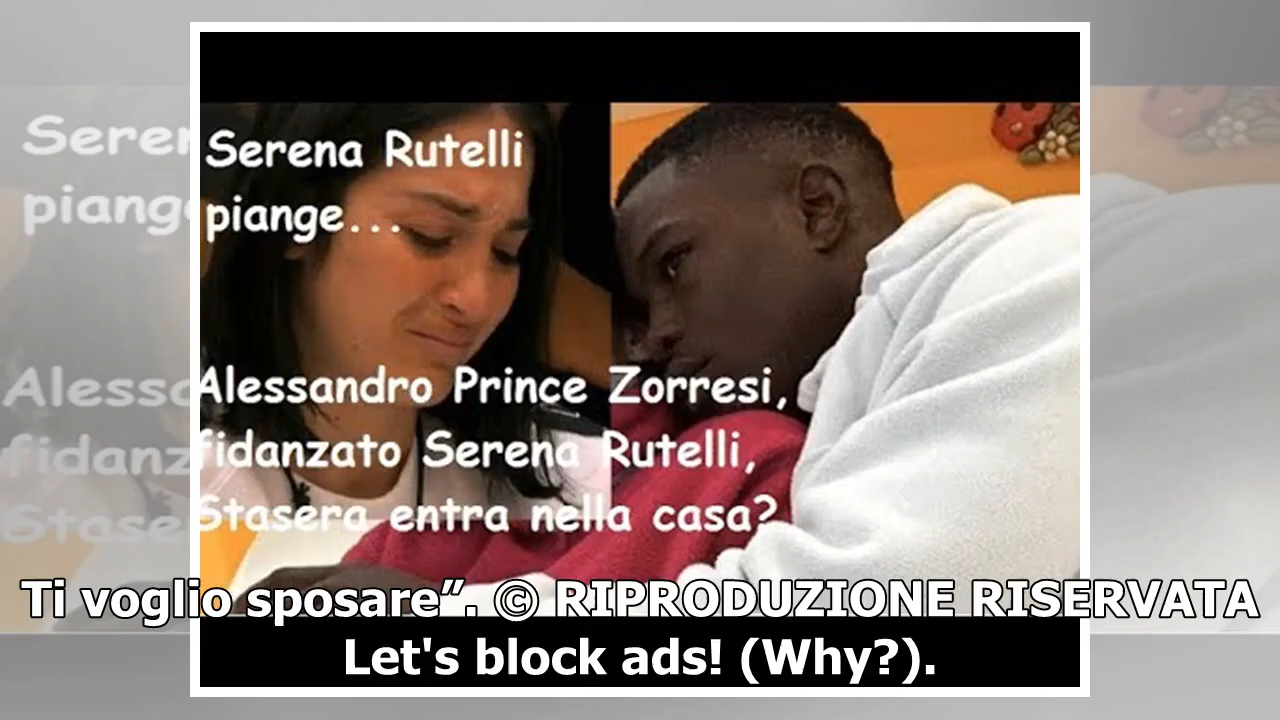 Serena Rutelli
piange...
Alessandro Prince Zorresi,
fidanzato Serena Rutelli,
Stasera entra nella casa?
Ti voglio sposare”. © RIPRODUZIONE RISERVATA
Let's block ads! (Why?).